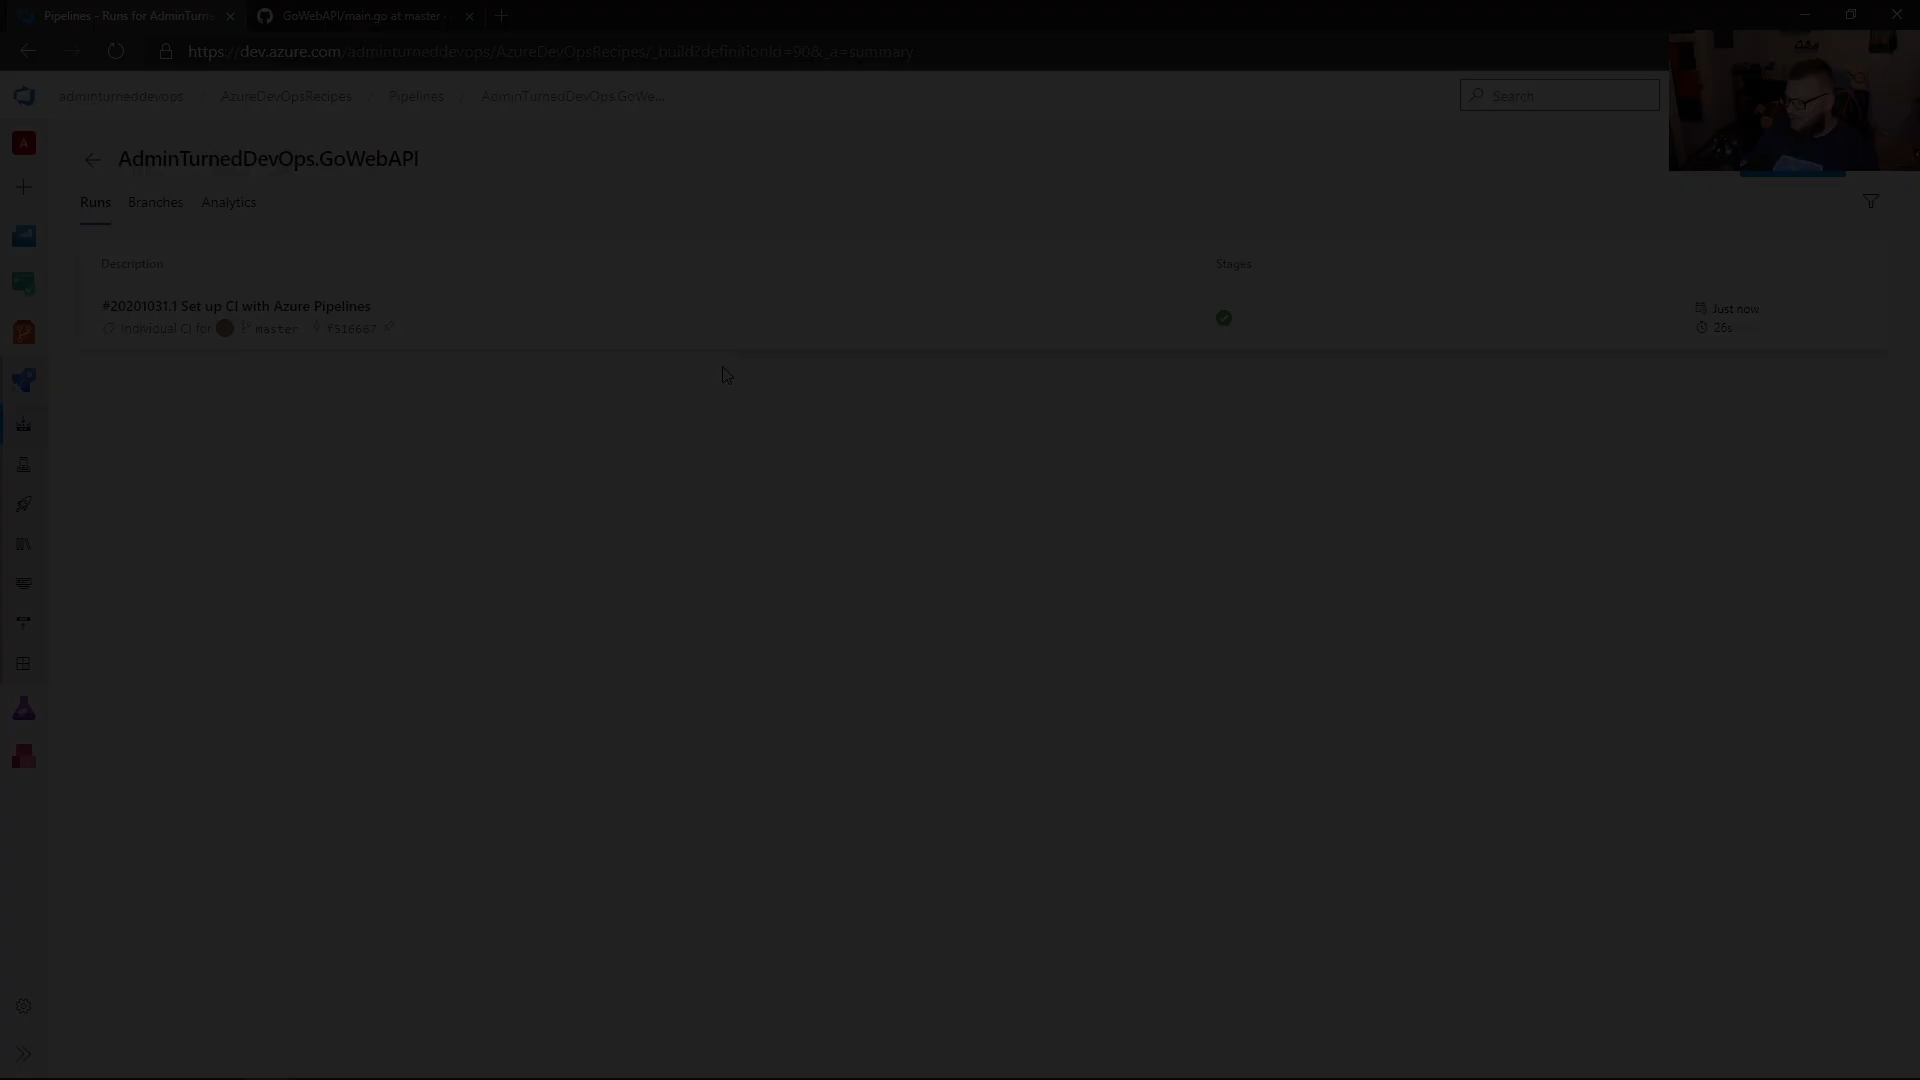 Pipelines - Runs for AdminTurn
GoWebAPI/main.go at master ·
https://dev.azure.com/adminturneddevops/AzureDevOpsRecipes/_build?definitionId=90&_a=summary
adminturneddevops / AzureDevOpsRecipes / Pipelines / AdminTurnedDevOps.GoWe...
Search
A
AdminTurnedDevOps.GoWebAPI
Runs Branches Analytics
Description Stages
#20201031.1 Set up CI with Azure Pipelines
Just now
Individual CI for master f516667
26s